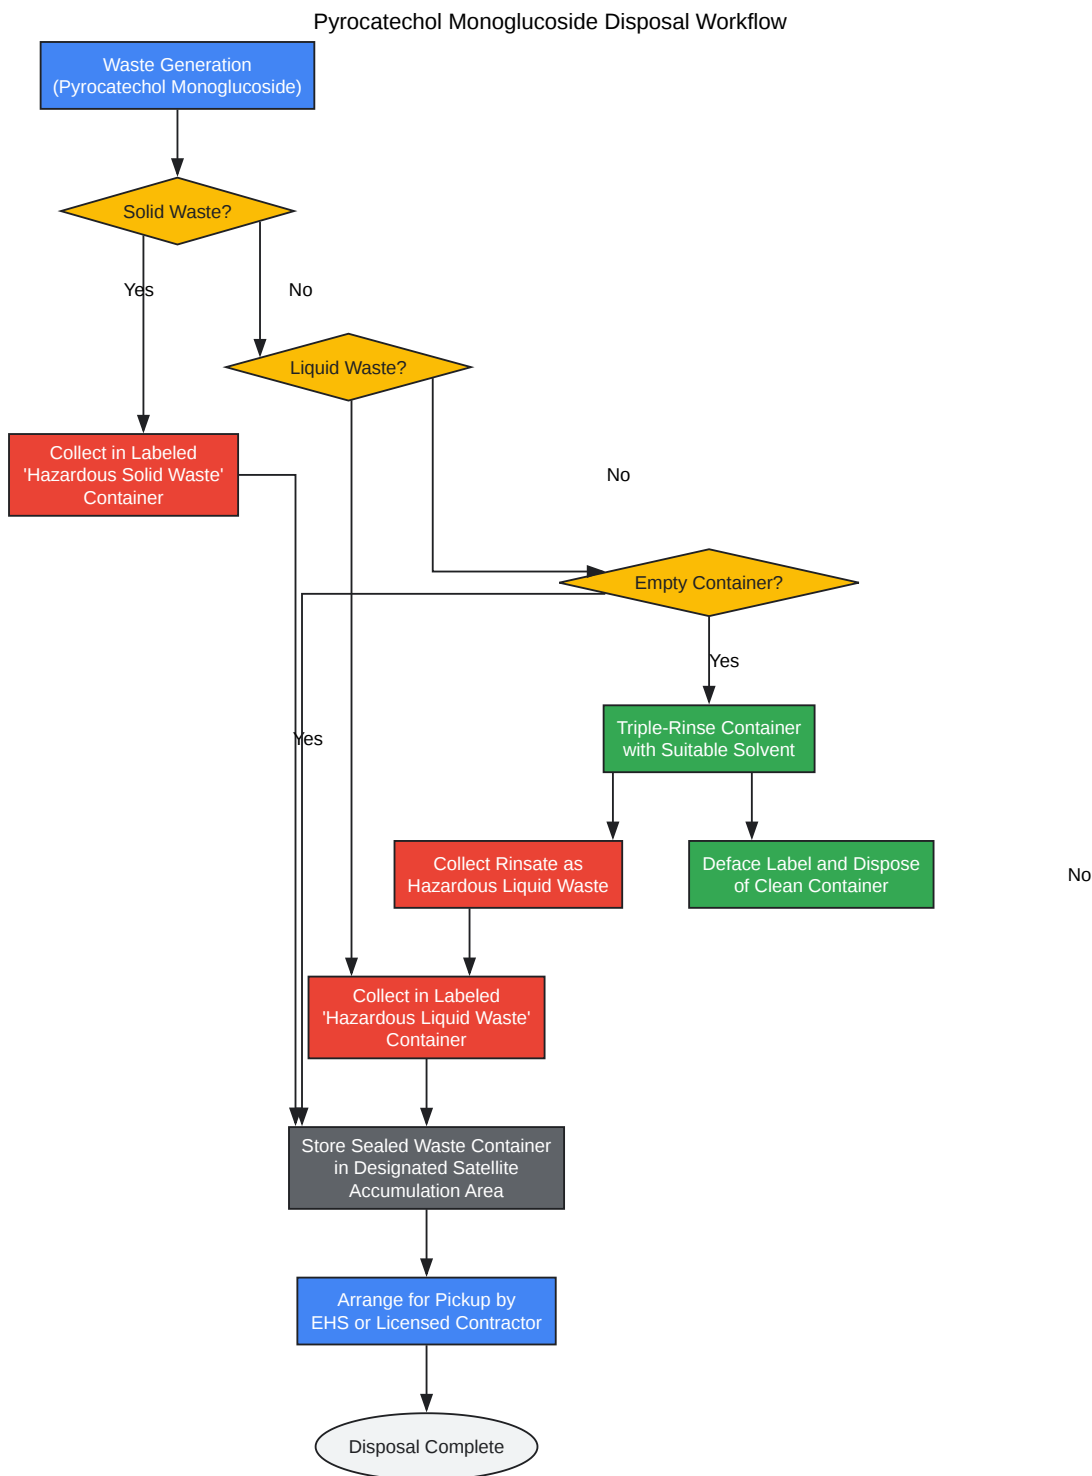 Pyrocatechol Monoglucoside Disposal Workflow
Waste Generation
(Pyrocatechol Monoglucoside)
Solid Waste?
Yes
No
Liquid Waste?
Collect in Labeled
'Hazardous Solid Waste'
Container
No
Empty Container?
Yes
Triple-Rinse Container
with Suitable Solvent
Yes
Collect Rinsate as
Hazardous Liquid Waste
Deface Label and Dispose
of Clean Container
No
Collect in Labeled
'Hazardous Liquid Waste'
Container
Store Sealed Waste Container
in Designated Satellite
Accumulation Area
Arrange for Pickup by
EHS or Licensed Contractor
Disposal Complete